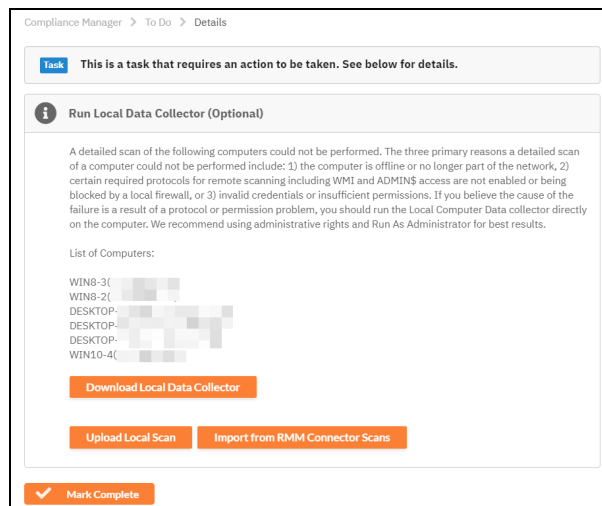 Compliance Manager > To Do > Details
Task This is a task that requires an action to be taken. See below for details.
Run Local Data Collector (Optional)
A detailed scan of the following computers could not be performed. The three primary reasons a detailed scan
of a computer could not be performed include: 1) the computer is offline or no longer part of the network, 2)
certain required protocols for remote scanning including WMI and ADMIN$ access are not enabled or being
blocked by a local firewall, or 3) invalid credentials or insufficient permissions. If you believe the cause of the
failure is a result of a protocol or permission problem, you should run the Local Computer Data collector directly
on the computer. We recommend using administrative rights and Run As Administrator for best results.
List of Computers:
WIN8-3(
WIN8-2(
DESKTOP-
DESKTOP-
DESKTOP-
WIN10-4(
Download Local Data Collector
Upload Local Scan Import from RMM Connector Scans
Mark Complete